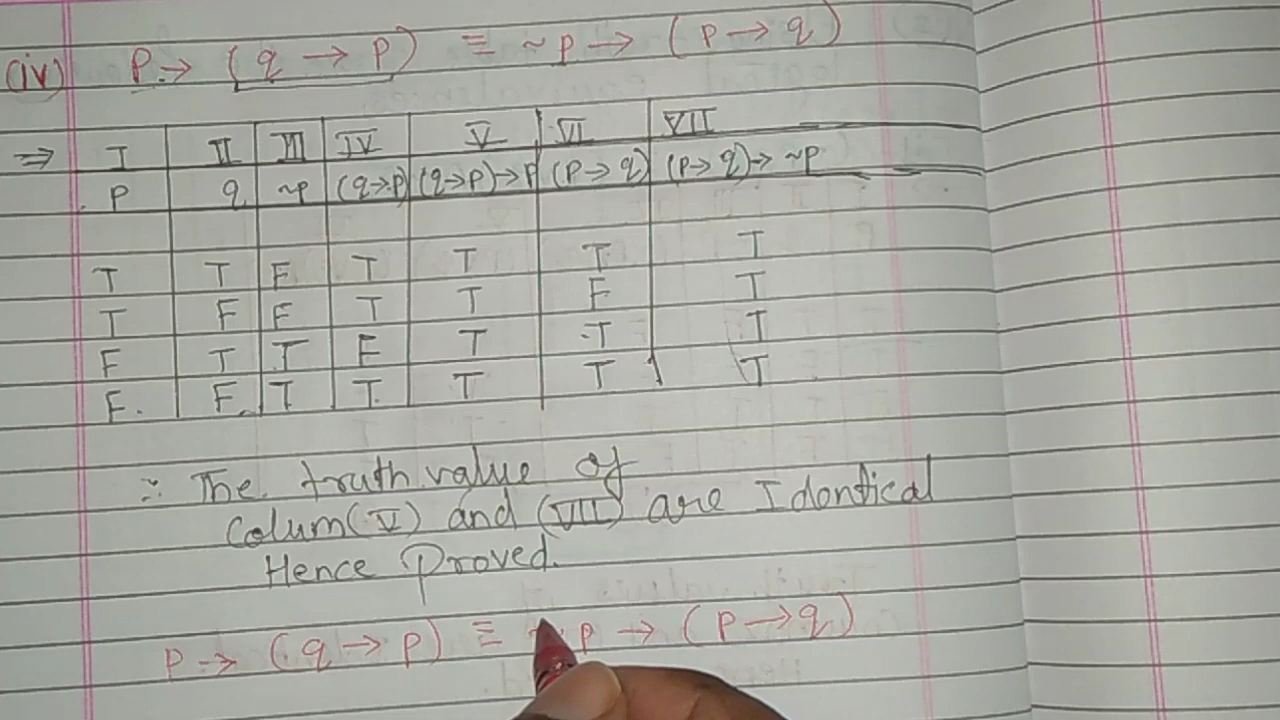 (iv) P → (q → p) ≡ ~p → (p → q)
⇒ I II III IV V VI VII
P q ~p (q→p) (q→p)→p (p→q) (p→q)→ ~p
T T F T T T T
T F F T T F T
F T T F T T T
F. F T T T T T
∴ The truth value of
Colum(V) and (VII) are Identical
Hence Proved.
P → (q → p) ≡ ~p → (p → q)